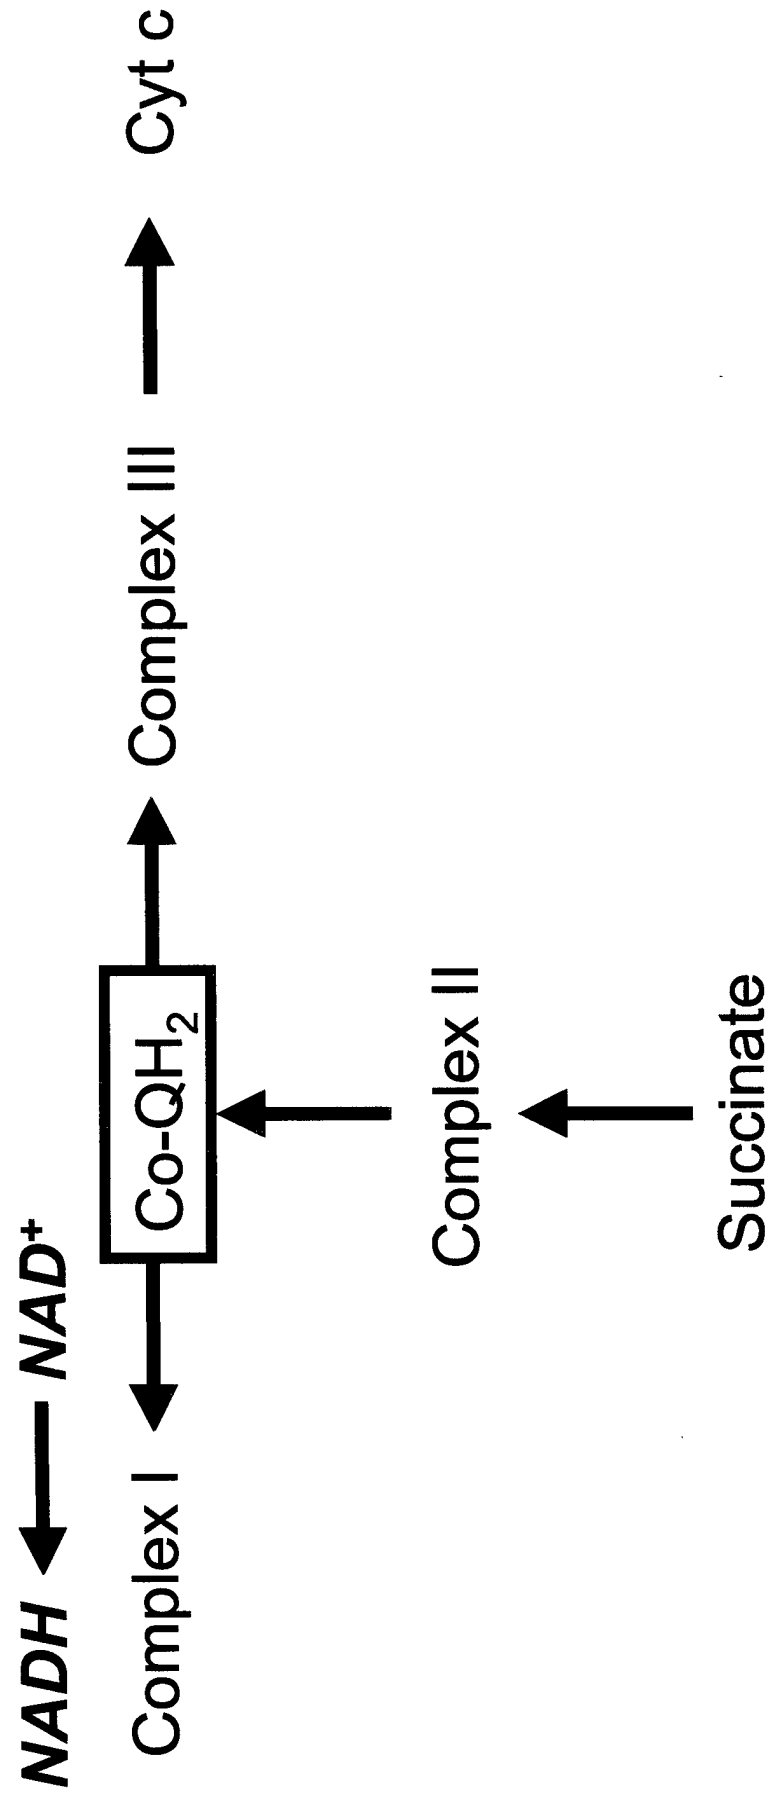 NADH NAD⁺
Complex I Co-QH₂ Complex III Cyt c
Complex II
Succinate